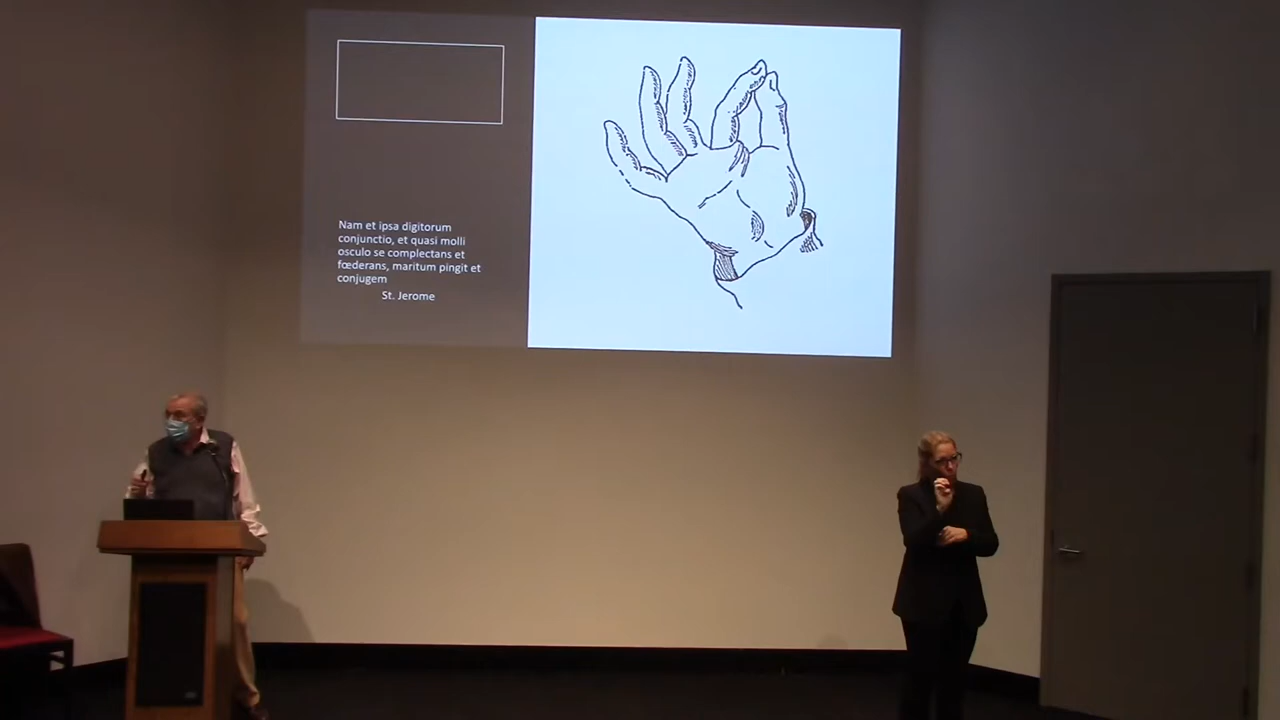 Nam et ipsa digitorum
conjunctio, et quasi molli
osculo se complectans et
fœderans, maritum pingit et
conjugem
St. Jerome